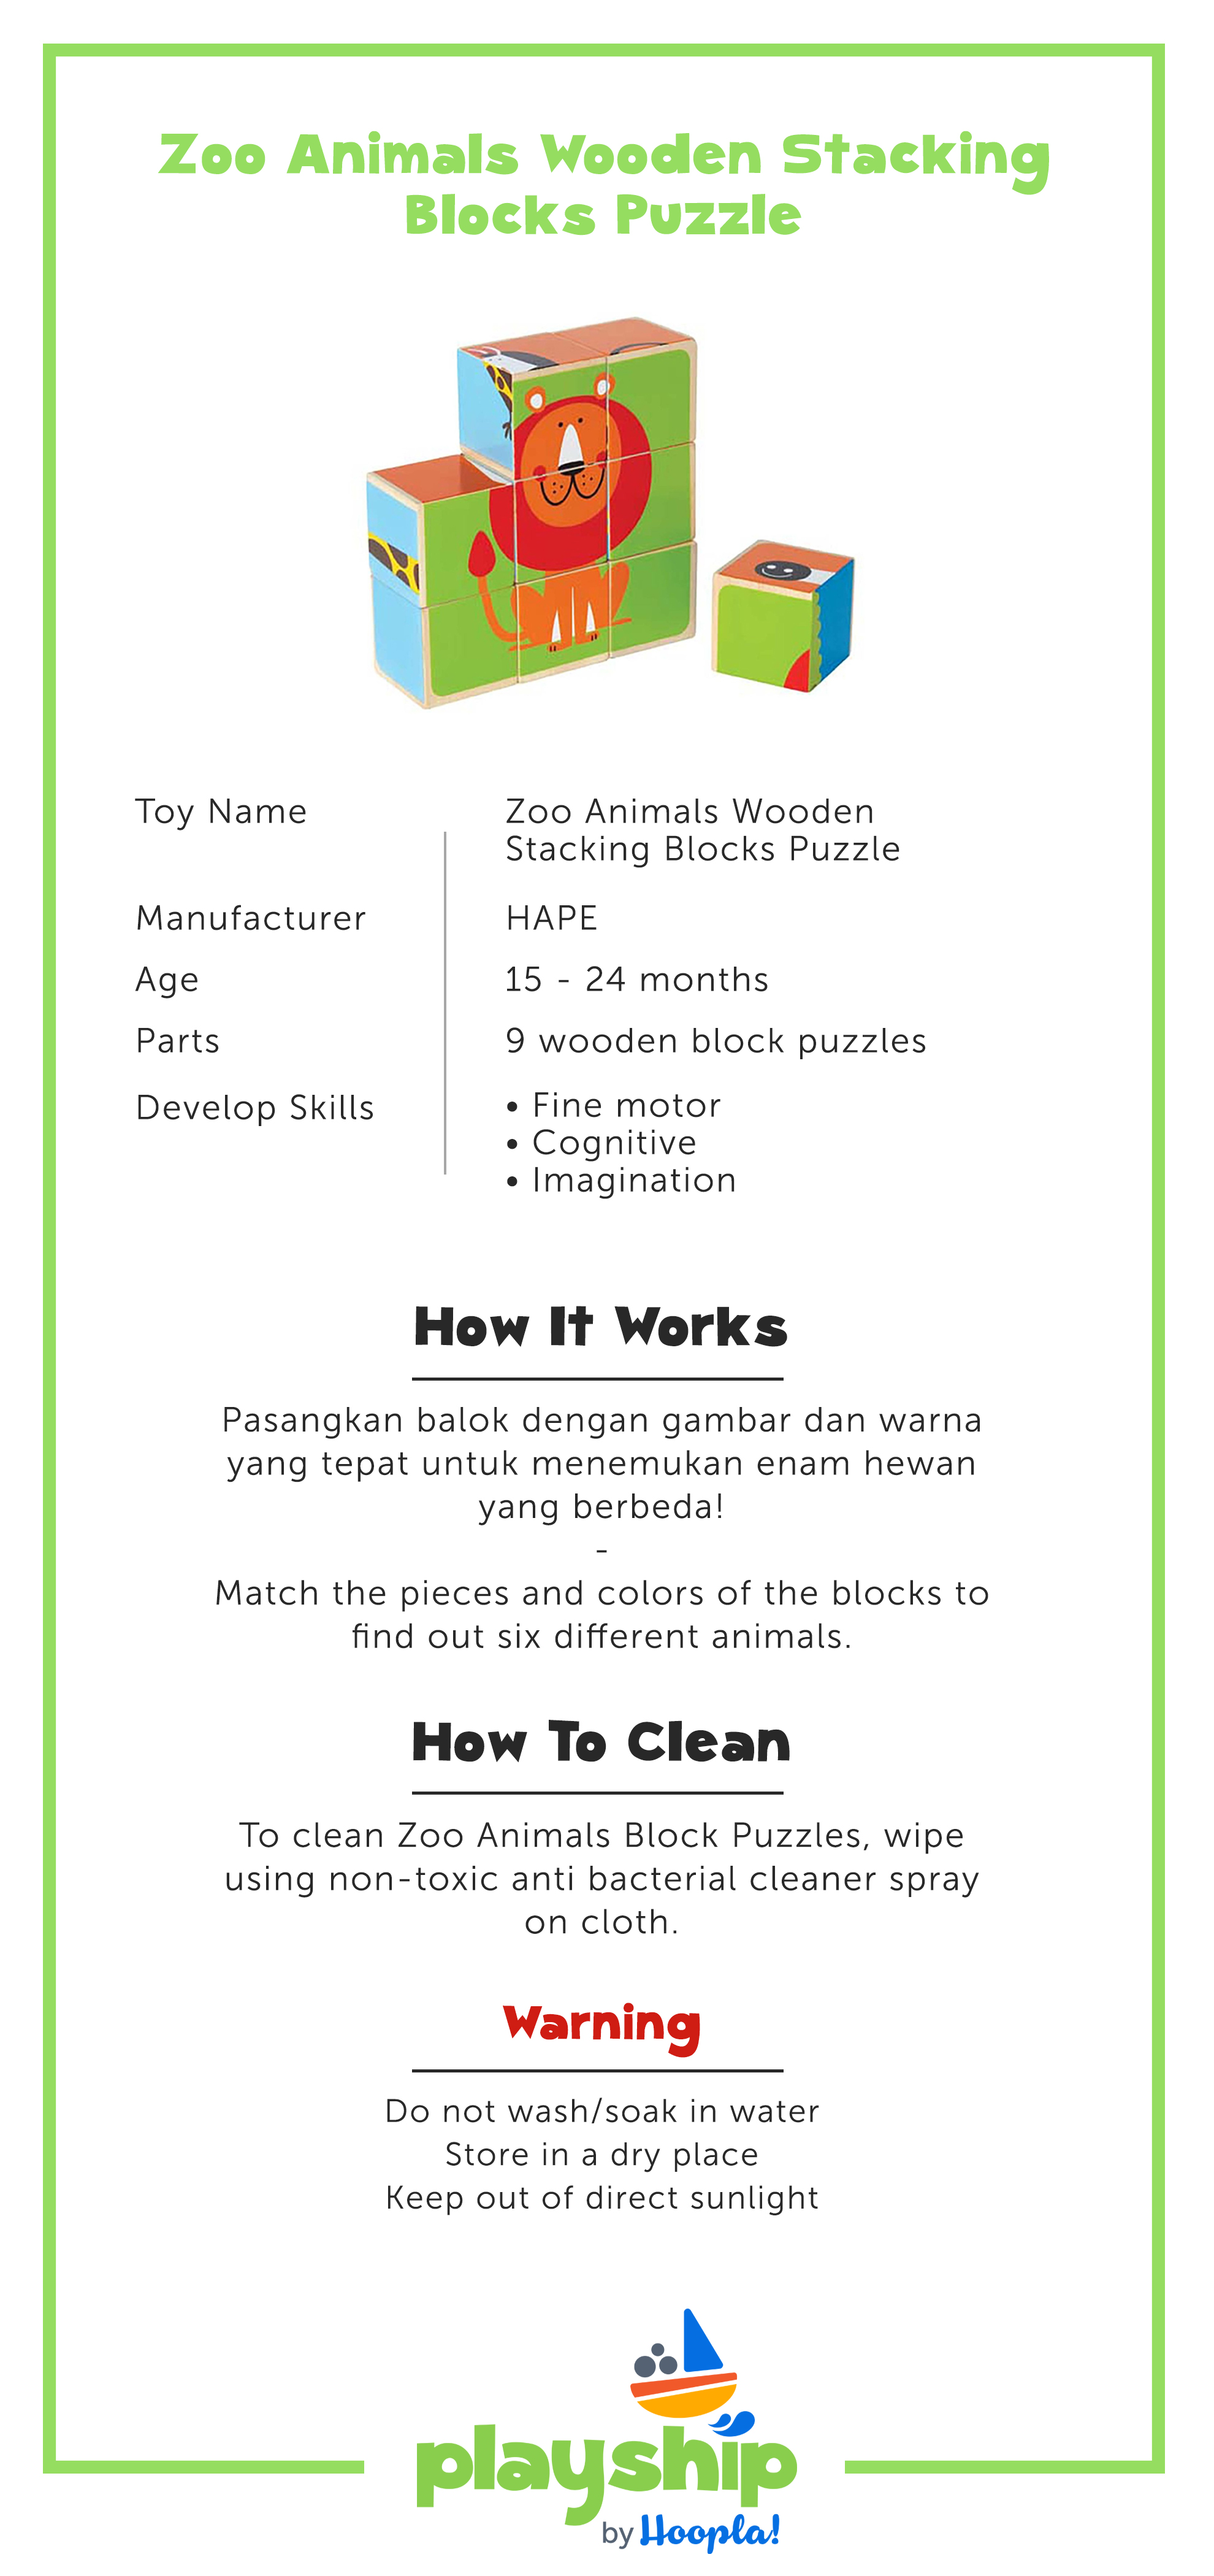 Zoo Animals Wooden Stacking
Blocks Puzzle
Toy Name
Zoo Animals Wooden
Stacking Blocks Puzzle
Manufacturer
HAPE
Age
15 - 24 months
Parts
9 wooden block puzzles
Develop Skills
• Fine motor
• Cognitive
• Imagination
How It Works
Pasangkan balok dengan gambar dan warna
yang tepat untuk menemukan enam hewan
yang berbeda!
-
Match the pieces and colors of the blocks to
find out six different animals.
How To Clean
To clean Zoo Animals Block Puzzles, wipe
using non-toxic anti bacterial cleaner spray
on cloth.
Warning
Do not wash/soak in water
Store in a dry place
Keep out of direct sunlight
playship
by Hoopla!